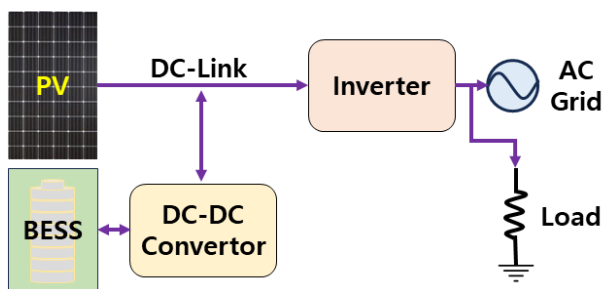 PV
DC-Link
Inverter
AC
Grid
BESS
DC-DC
Convertor
Load